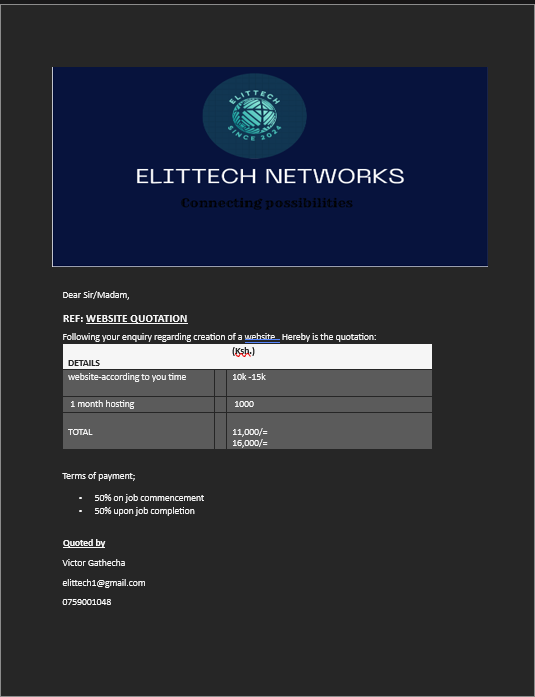 ELITTECH
SINCE 2024
ELITTECH NETWORKS
Connecting possibilities
Dear Sir/Madam,
REF: WEBSITE QUOTATION
Following your enquiry regarding creation of a website. Hereby is the quotation:
DETAILS (Ksh.)
website-according to you time 10k -15k
1 month hosting 1000
TOTAL 11,000/=
16,000/=
Terms of payment;
- 50% on job commencement
- 50% upon job completion
Quoted by
Victor Gathecha
elittech1@gmail.com
0759001048